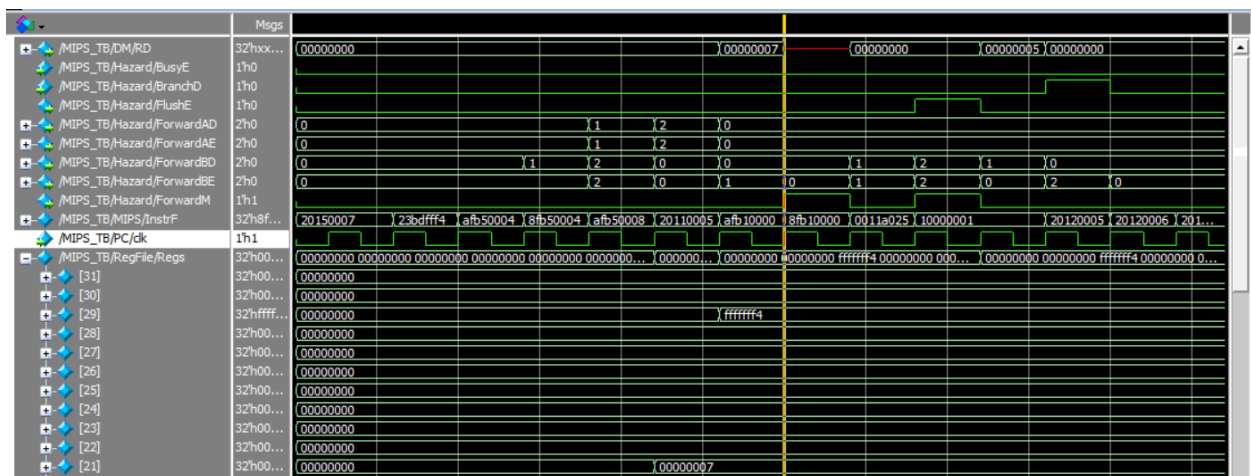 Msgs
/MIPS_TB/DM/RD 32'hxx... 00000000 00000007 00000000 00000005 00000000
/MIPS_TB/Hazard/BusyE 1'h0
/MIPS_TB/Hazard/BranchD 1'h0
/MIPS_TB/Hazard/FlushE 1'h0
/MIPS_TB/Hazard/ForwardAD 2'h0 0 1 2 0
/MIPS_TB/Hazard/ForwardAE 2'h0 0 1 2 0
/MIPS_TB/Hazard/ForwardBD 2'h0 0 1 2 0 0 1 2 1 0
/MIPS_TB/Hazard/ForwardBE 2'h0 0 2 0 1 0 1 2 0 2 0
/MIPS_TB/Hazard/ForwardM 1'h1
/MIPS_TB/MIPS/InstrF 32'h8f... 20150007 23bdfff4 afb50004 8fb50004 afb50008 20110005 afb10000 8fb10000 0011a025 10000001 20120005 20120006 201...
/MIPS_TB/PC/clk 1'h1
/MIPS_TB/RegFile/Regs 32'h00... 00000000 00000000 00000000 00000000 00000000 0000000... 000000... 00000000 00000000 fffffff4 00000000 000... 00000000 00000000 fffffff4 00000000 0...
[31] 32'h00... 00000000
[30] 32'h00... 00000000
[29] 32'hffff... 00000000 fffffff4
[28] 32'h00... 00000000
[27] 32'h00... 00000000
[26] 32'h00... 00000000
[25] 32'h00... 00000000
[24] 32'h00... 00000000
[23] 32'h00... 00000000
[22] 32'h00... 00000000
[21] 32'h00... 00000000 00000007